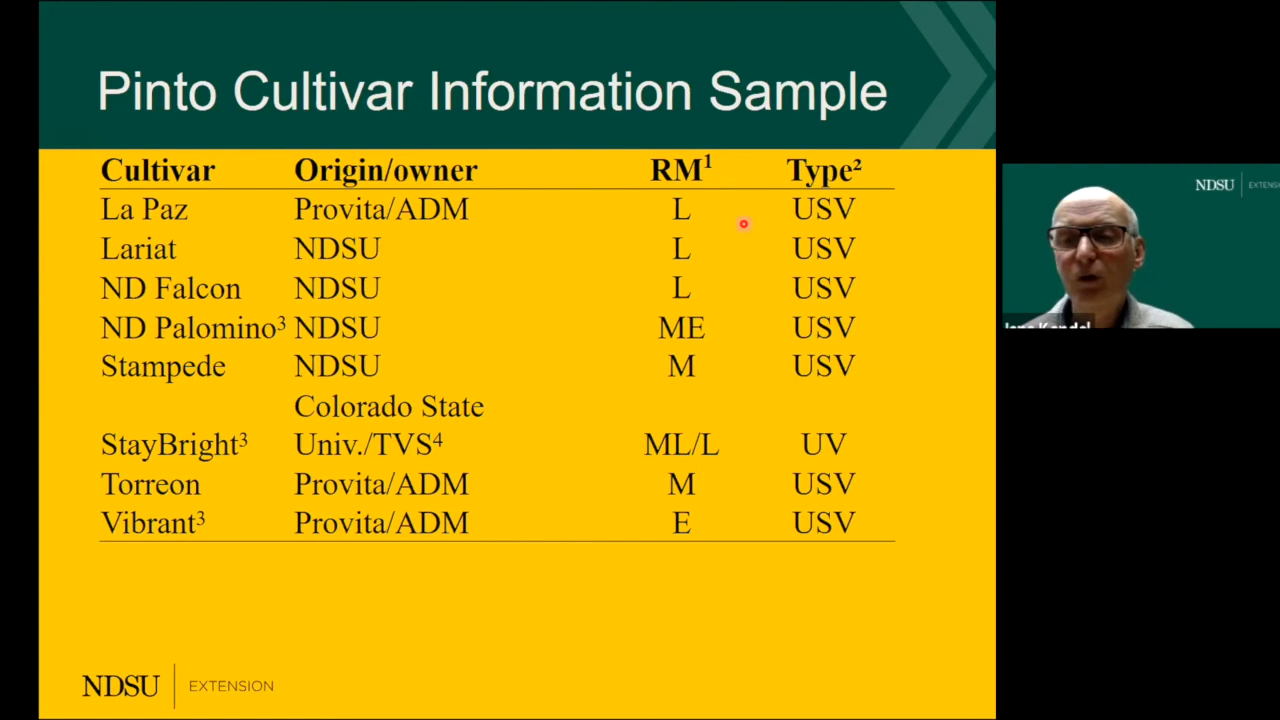 Pinto Cultivar Information Sample
Cultivar Origin/owner RM¹ Type²
La Paz Provita/ADM L USV
Lariat NDSU L USV
ND Falcon NDSU L USV
ND Palomino³ NDSU ME USV
Stampede NDSU M USV
Colorado State
StayBright³ Univ./TVS⁴ ML/L UV
Torreon Provita/ADM M USV
Vibrant³ Provita/ADM E USV
NDSU EXTENSION
NDSU